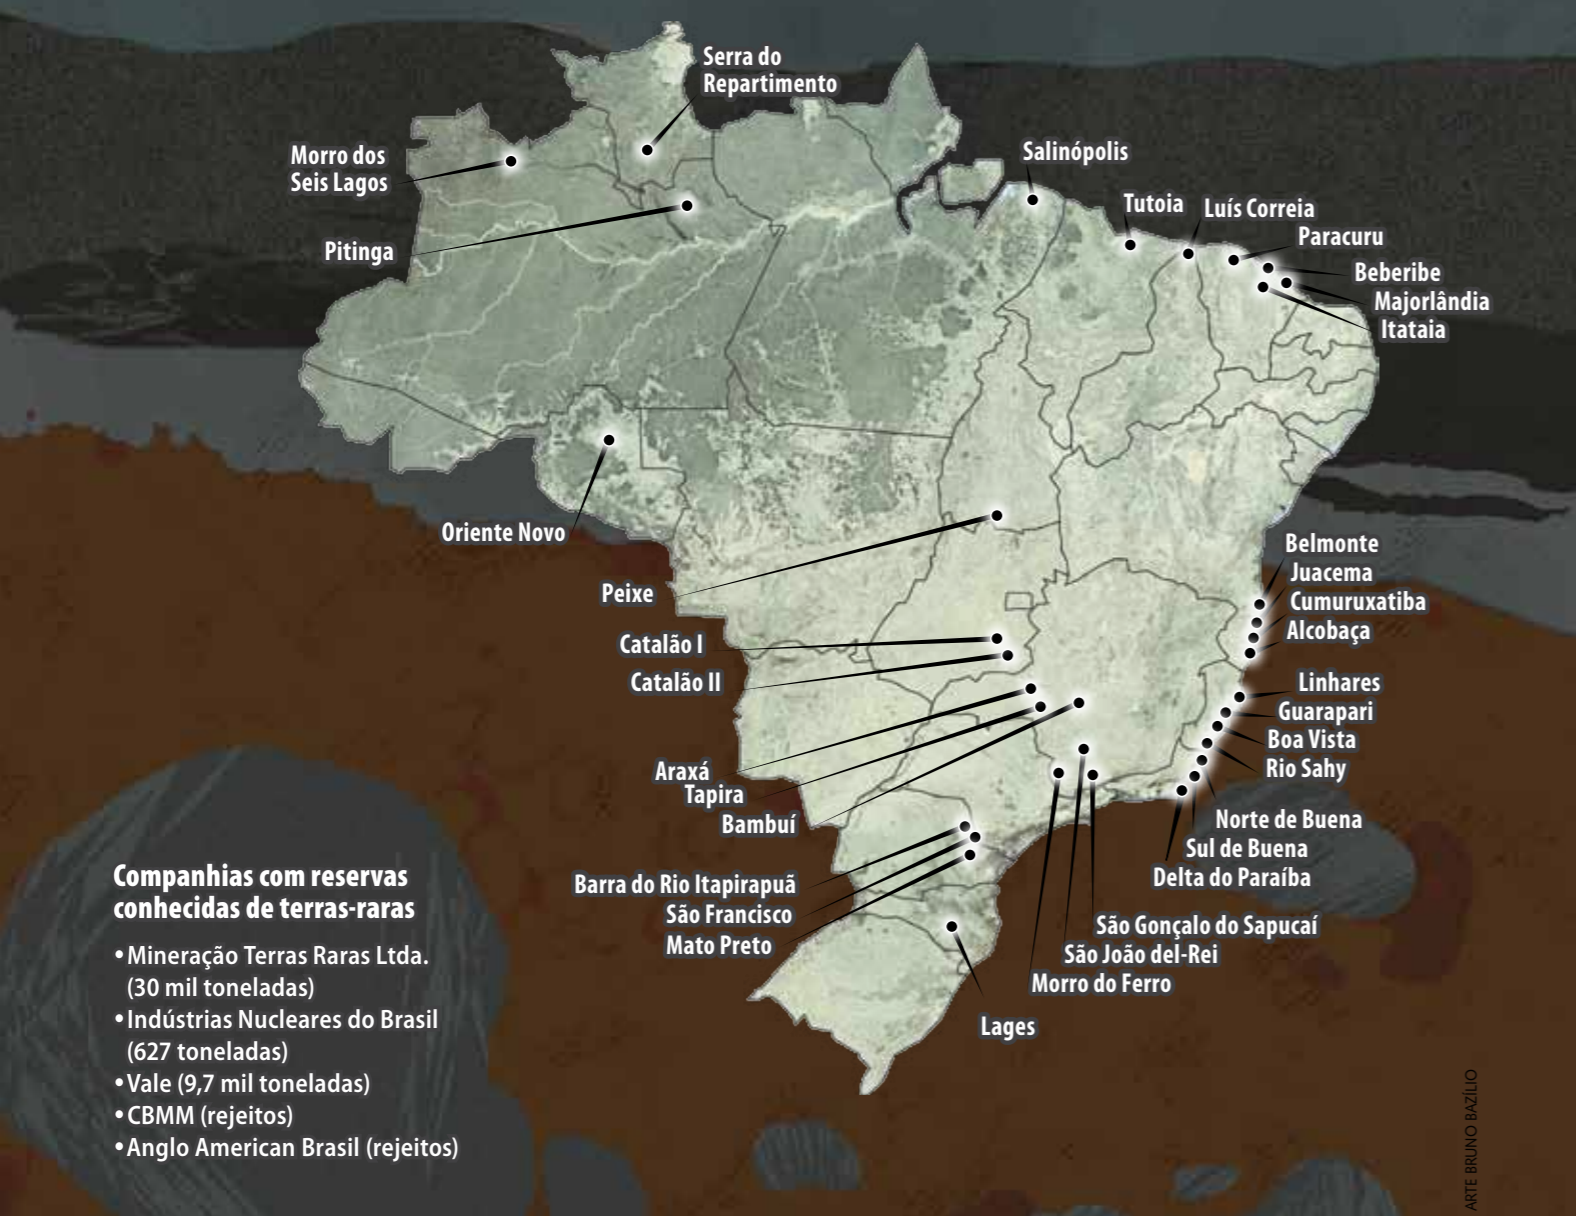 Serra do
Repartimento
Morro dos
Seis Lagos
Pitinga
Salinópolis
Tutoia
Luís Correia
Paracuru
Beberibe
Majorlândia
Itataia
Oriente Novo
Peixe
Catalão I
Catalão II
Araxá
Tapira
Bambuí
Barra do Rio Itapirapuã
São Francisco
Mato Preto
Belmonte
Juacema
Cumuruxatiba
Alcobaça
Linhares
Guarapari
Boa Vista
Rio Sahy
Norte de Buena
Sul de Buena
Delta do Paraíba
São Gonçalo do Sapucaí
São João del-Rei
Morro do Ferro
Lages
Companhias com reservas
conhecidas de terras-raras
• Mineração Terras Raras Ltda.
(30 mil toneladas)
• Indústrias Nucleares do Brasil
(627 toneladas)
• Vale (9,7 mil toneladas)
• CBMM (rejeitos)
• Anglo American Brasil (rejeitos)
ARTE BRUNO BAZÍLIO